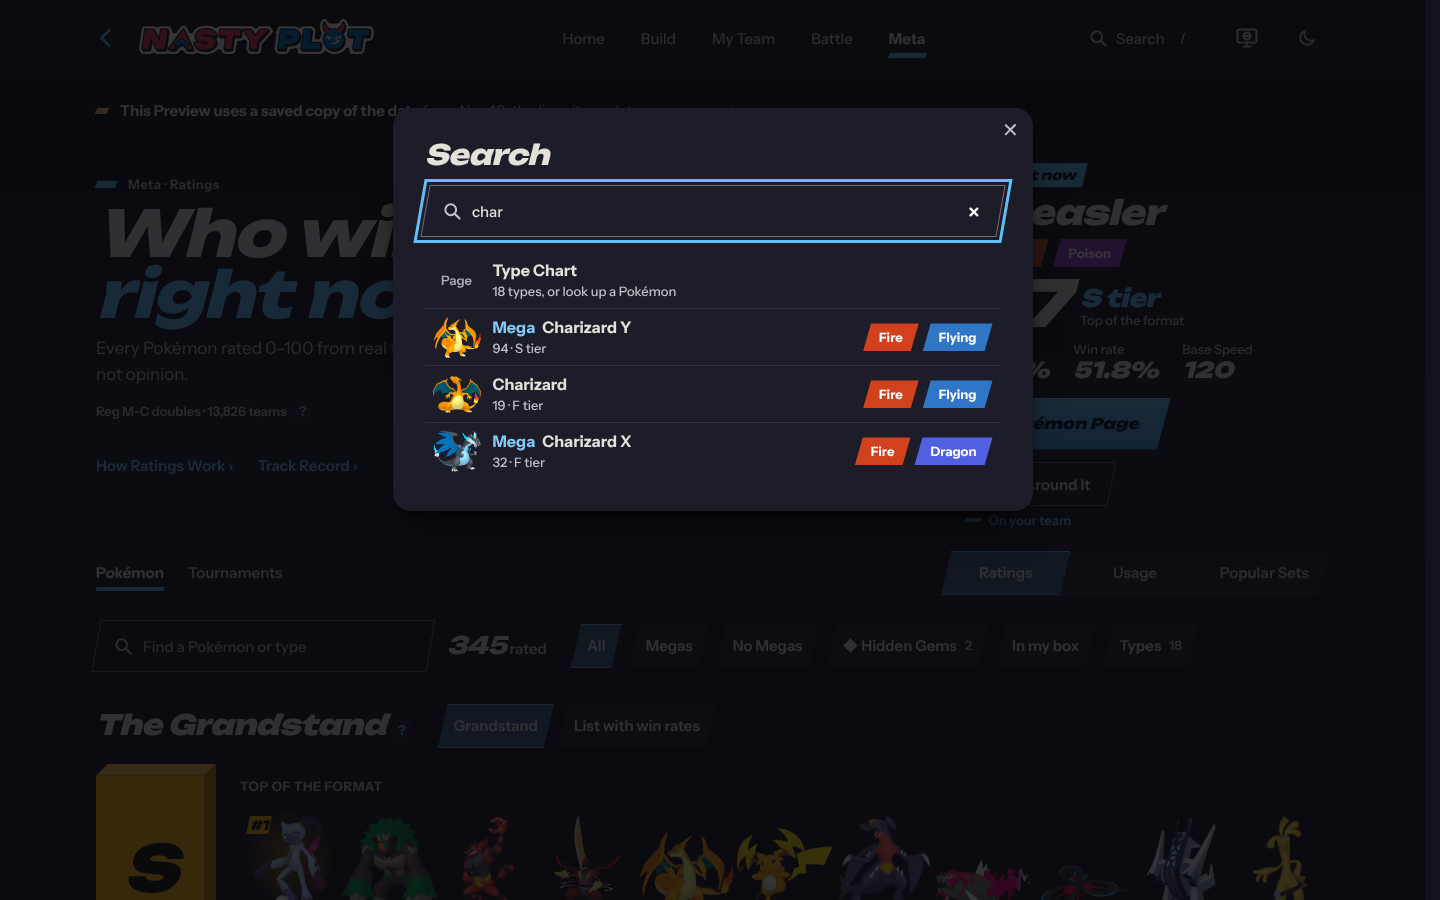 NASTY PLOT
Home
Build
My Team
Battle
Meta
Search /
This Preview uses a saved copy of the
Search
char
Page
Type Chart
18 types, or look up a Pokémon
Mega Charizard Y
94 · S tier
Fire
Flying
Charizard
19 · F tier
Fire
Flying
Mega Charizard X
32 · F tier
Fire
Dragon
Meta · Ratings
Who
right
Every Pokémon rated 0–100 from real
not opinion.
Reg M-C doubles · 13,826 teams ?
How Ratings Work ›
Track Record ›
now
easler
Poison
7
S tier
Top of the format
%
Win rate
51.8%
Base Speed
120
émon Page
Around It
On your team
Pokémon
Tournaments
Ratings
Usage
Popular Sets
Find a Pokémon or type
345 rated
All
Megas
No Megas
◆ Hidden Gems 2
In my box
Types 18
The Grandstand ?
Grandstand
List with win rates
TOP OF THE FORMAT
S
#1